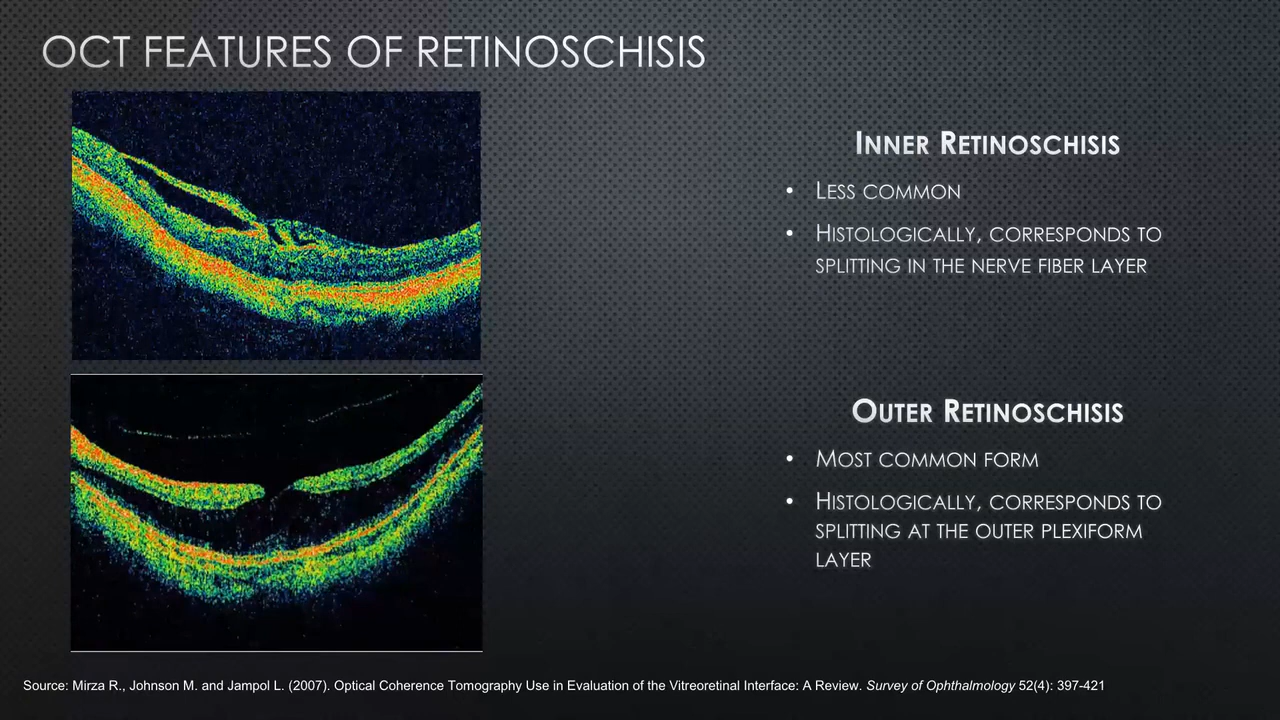 OCT FEATURES OF RETINOSCHISIS
INNER RETINOSCHISIS
• LESS COMMON
• HISTOLOGICALLY, CORRESPONDS TO
SPLITTING IN THE NERVE FIBER LAYER
OUTER RETINOSCHISIS
• MOST COMMON FORM
• HISTOLOGICALLY, CORRESPONDS TO
SPLITTING AT THE OUTER PLEXIFORM
LAYER
Source: Mirza R., Johnson M. and Jampol L. (2007). Optical Coherence Tomography Use in Evaluation of the Vitreoretinal Interface: A Review. Survey of Ophthalmology 52(4): 397-421